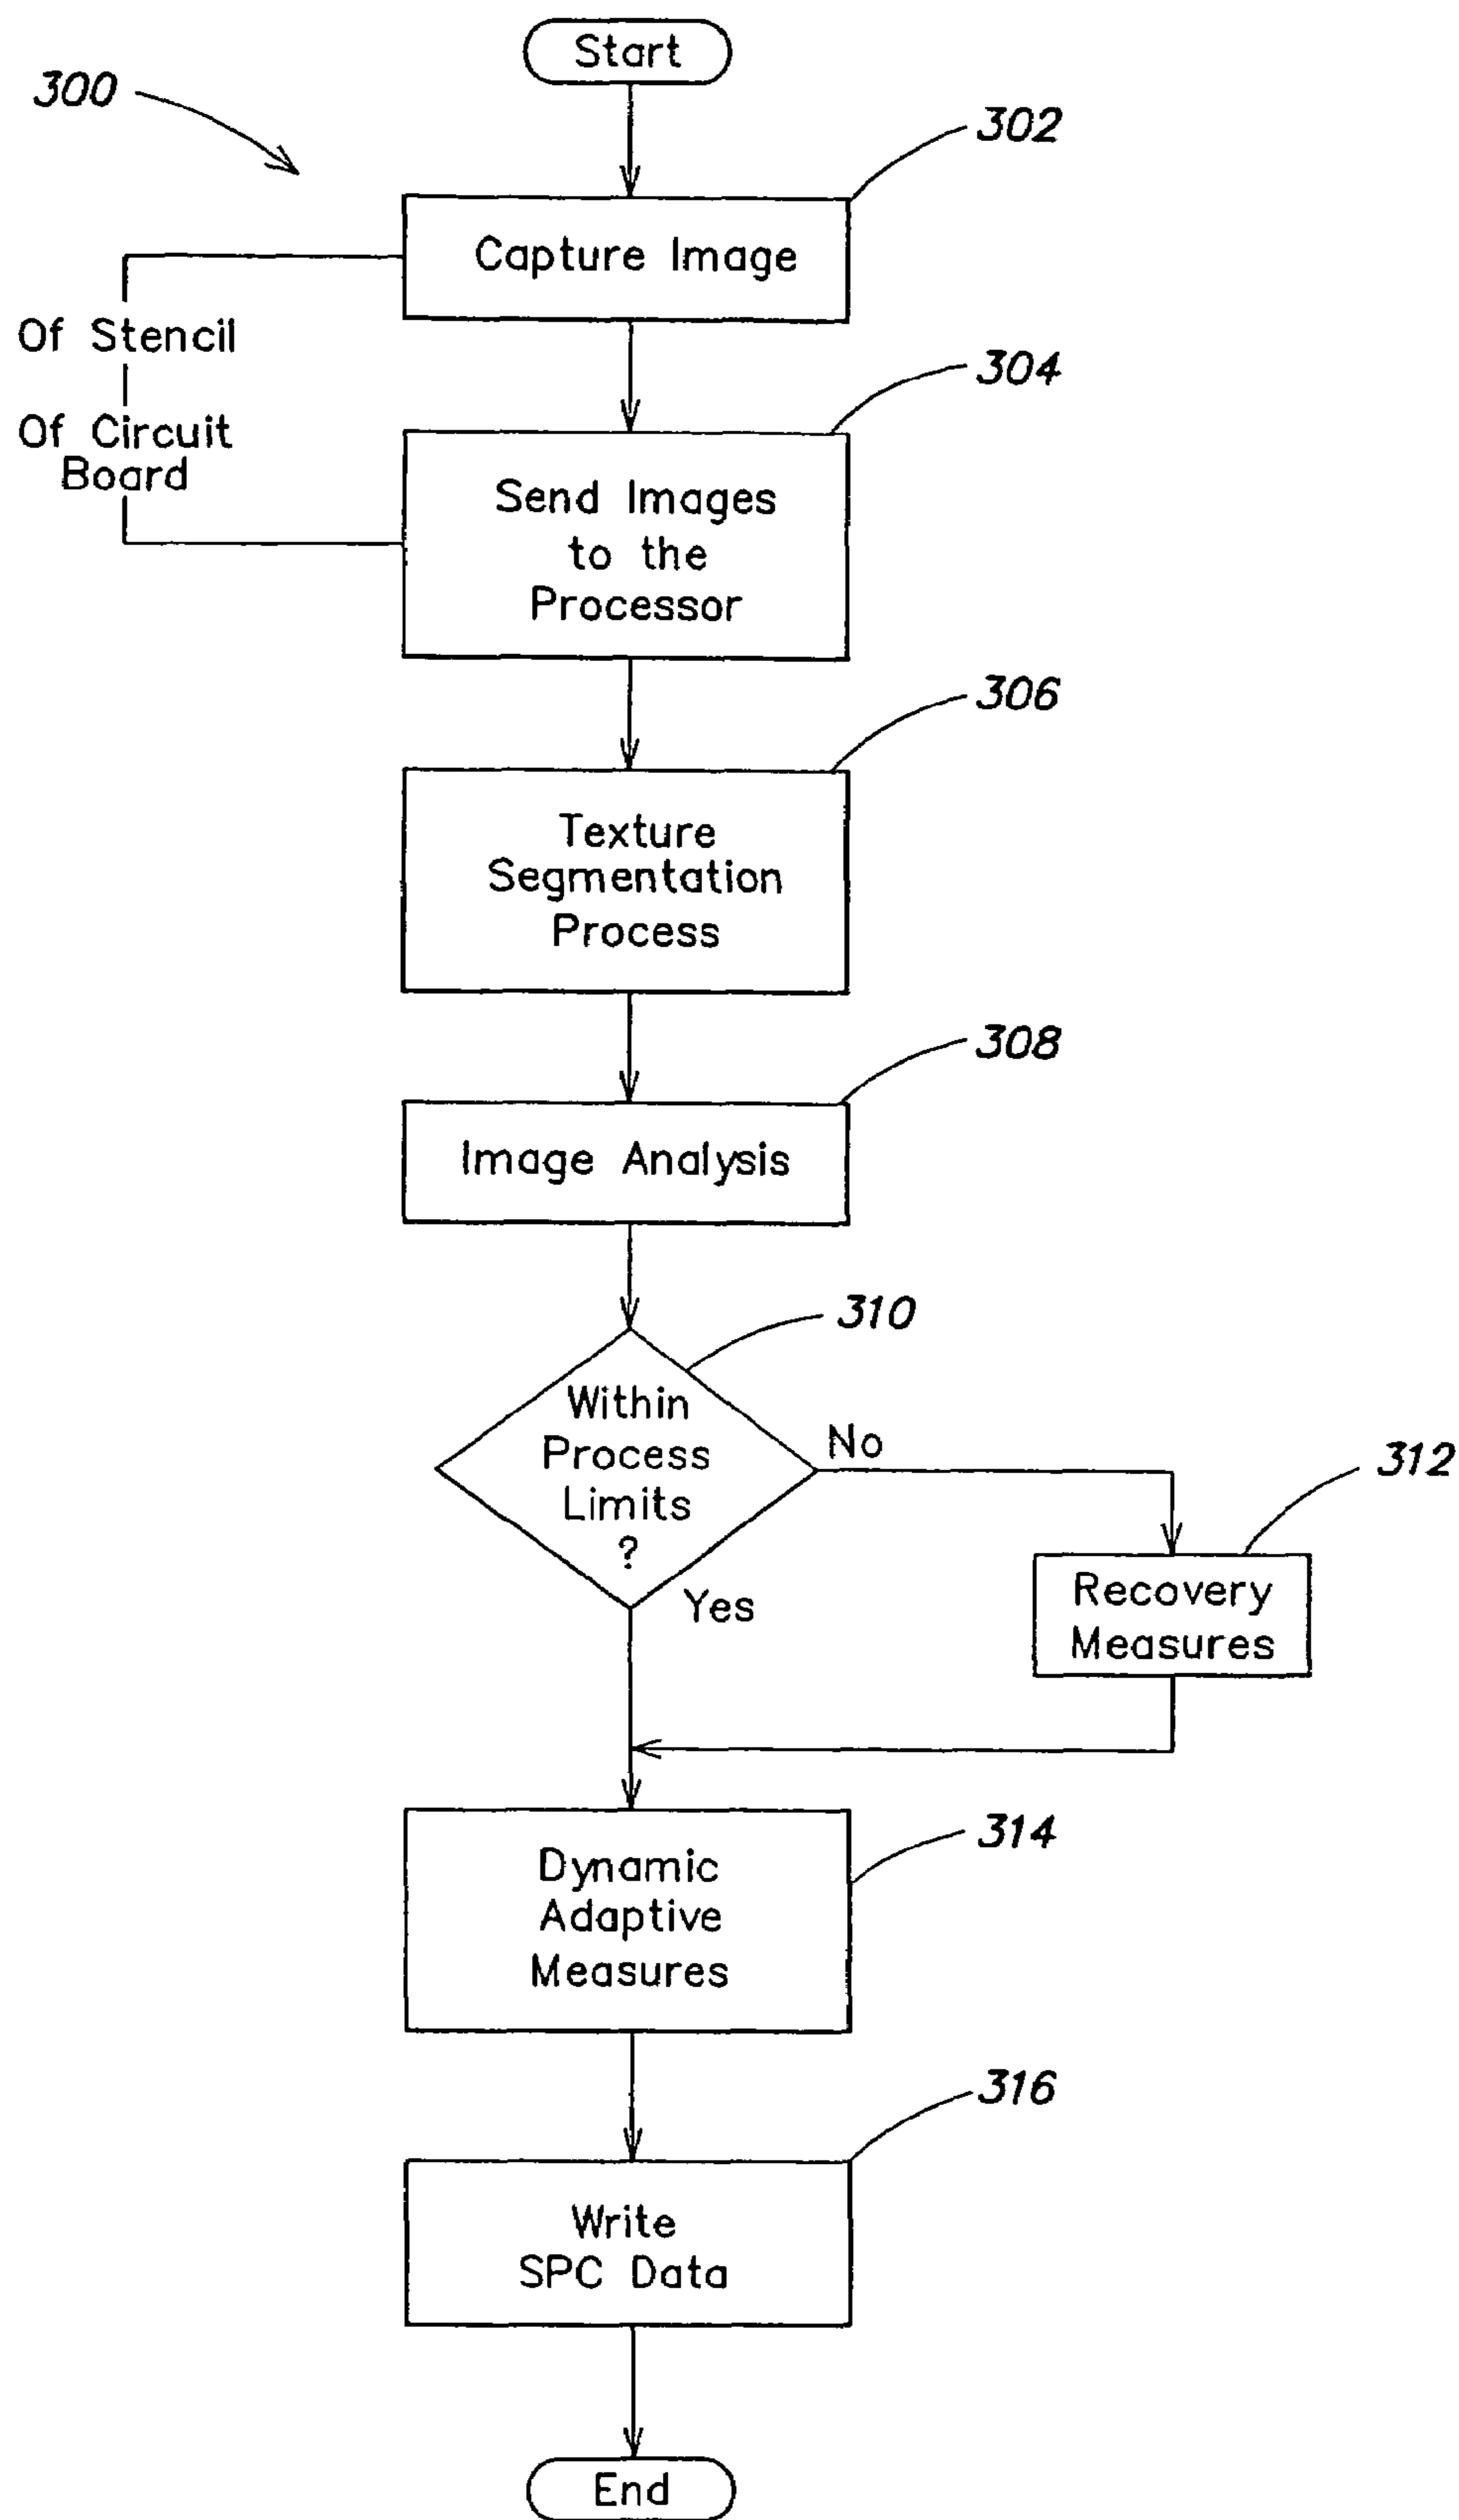 Start
300
302
Capture Image
Of Stencil
Of Circuit
Board
304
Send Images
to the
Processor
306
Texture
Segmentation
Process
308
Image Analysis
310
Within
Process
Limits
?
No
Yes
312
Recovery
Measures
314
Dynamic
Adaptive
Measures
316
Write
SPC Data
End